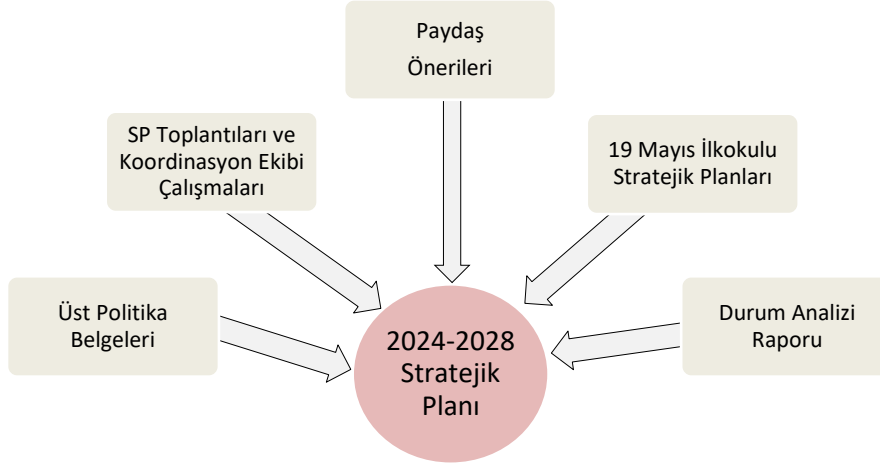 Paydaş
Önerileri
SP Toplantıları ve
Koordinasyon Ekibi
Çalışmaları
19 Mayıs İlkokulu
Stratejik Planları
Üst Politika
Belgeleri
Durum Analizi
Raporu
2024-2028
Stratejik
Planı